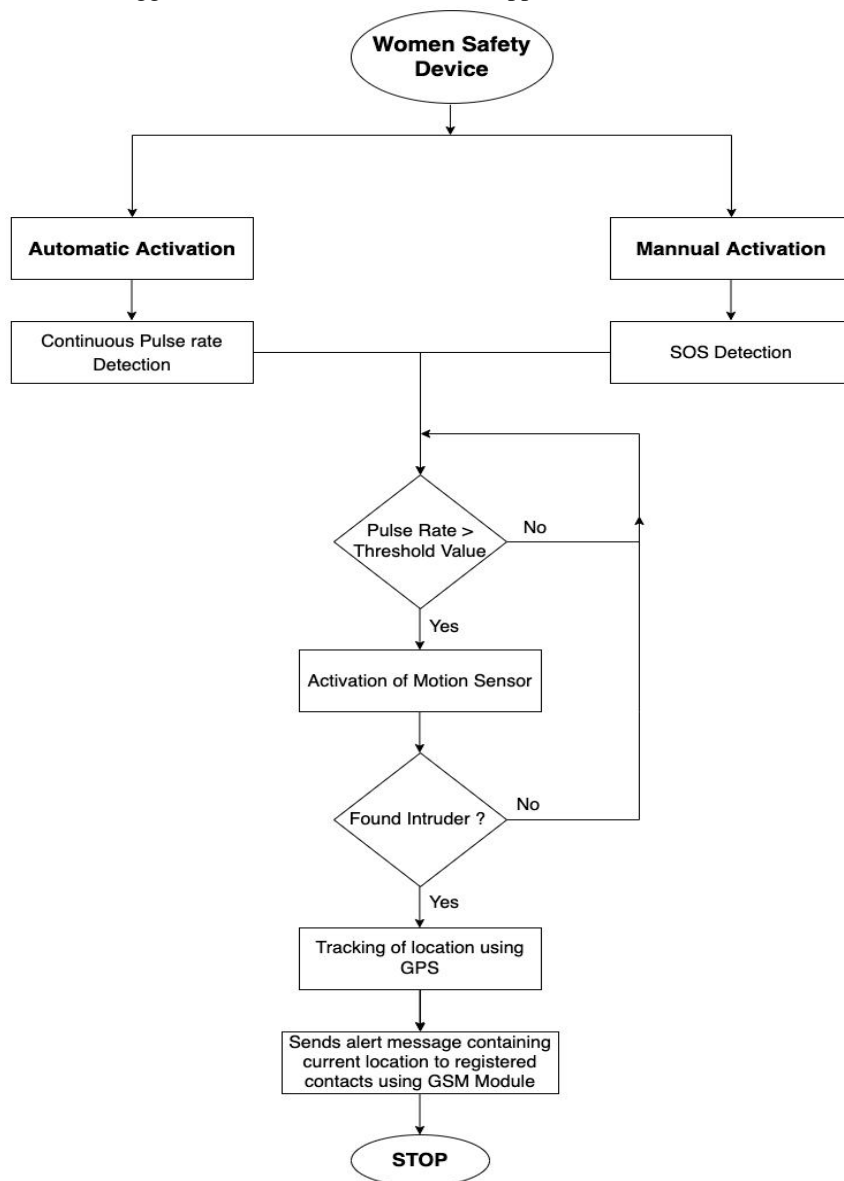 Women Safety
Device
Automatic Activation
Mannual Activation
Continuous Pulse rate
Detection
SOS Detection
Pulse Rate >
Threshold Value
No
Yes
Activation of Motion Sensor
Found Intruder ?
No
Yes
Tracking of location using
GPS
Sends alert message containing
current location to registered
contacts using GSM Module
STOP